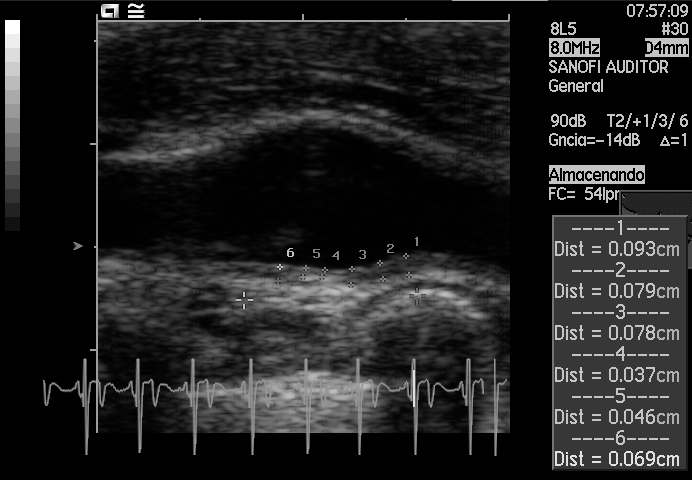 07:57:09
8L5 #30
8.0MHz 04mm
SANOFI AUDITOR
General
90dB T2/+1/3/ 6
Gncia=-14dB Δ=1
Almacenando
FC= 54lpm
6 5 4 3 2 1
----1----
Dist = 0.093cm
----2----
Dist = 0.079cm
----3----
Dist = 0.078cm
----4----
Dist = 0.037cm
----5----
Dist = 0.046cm
----6----
Dist = 0.069cm